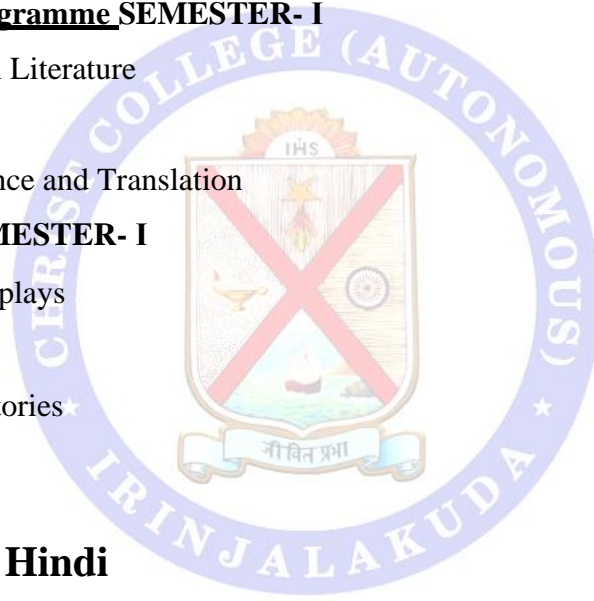 gramme SEMESTER- I
Literature
nce and Translation
MESTER- I
plays
tories
Hindi
CHRIST COLLEGE (AUTONOMOUS)
IHS
जीवित प्रभा
★ IRINJALAKUDA ★